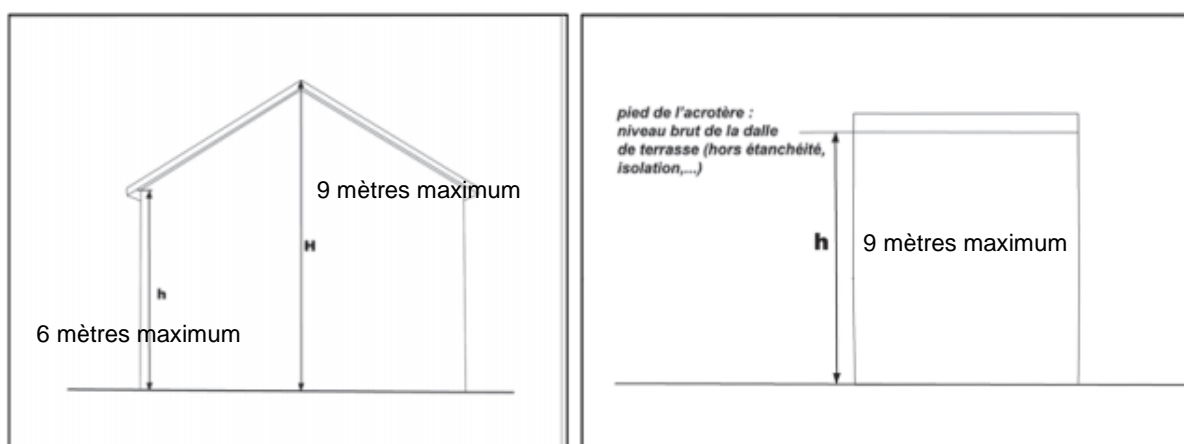 9 mètres maximum
H
h
6 mètres maximum
pied de l'acrotère :
niveau brut de la dalle
de terrasse (hors étanchéité,
isolation,...)
h
9 mètres maximum